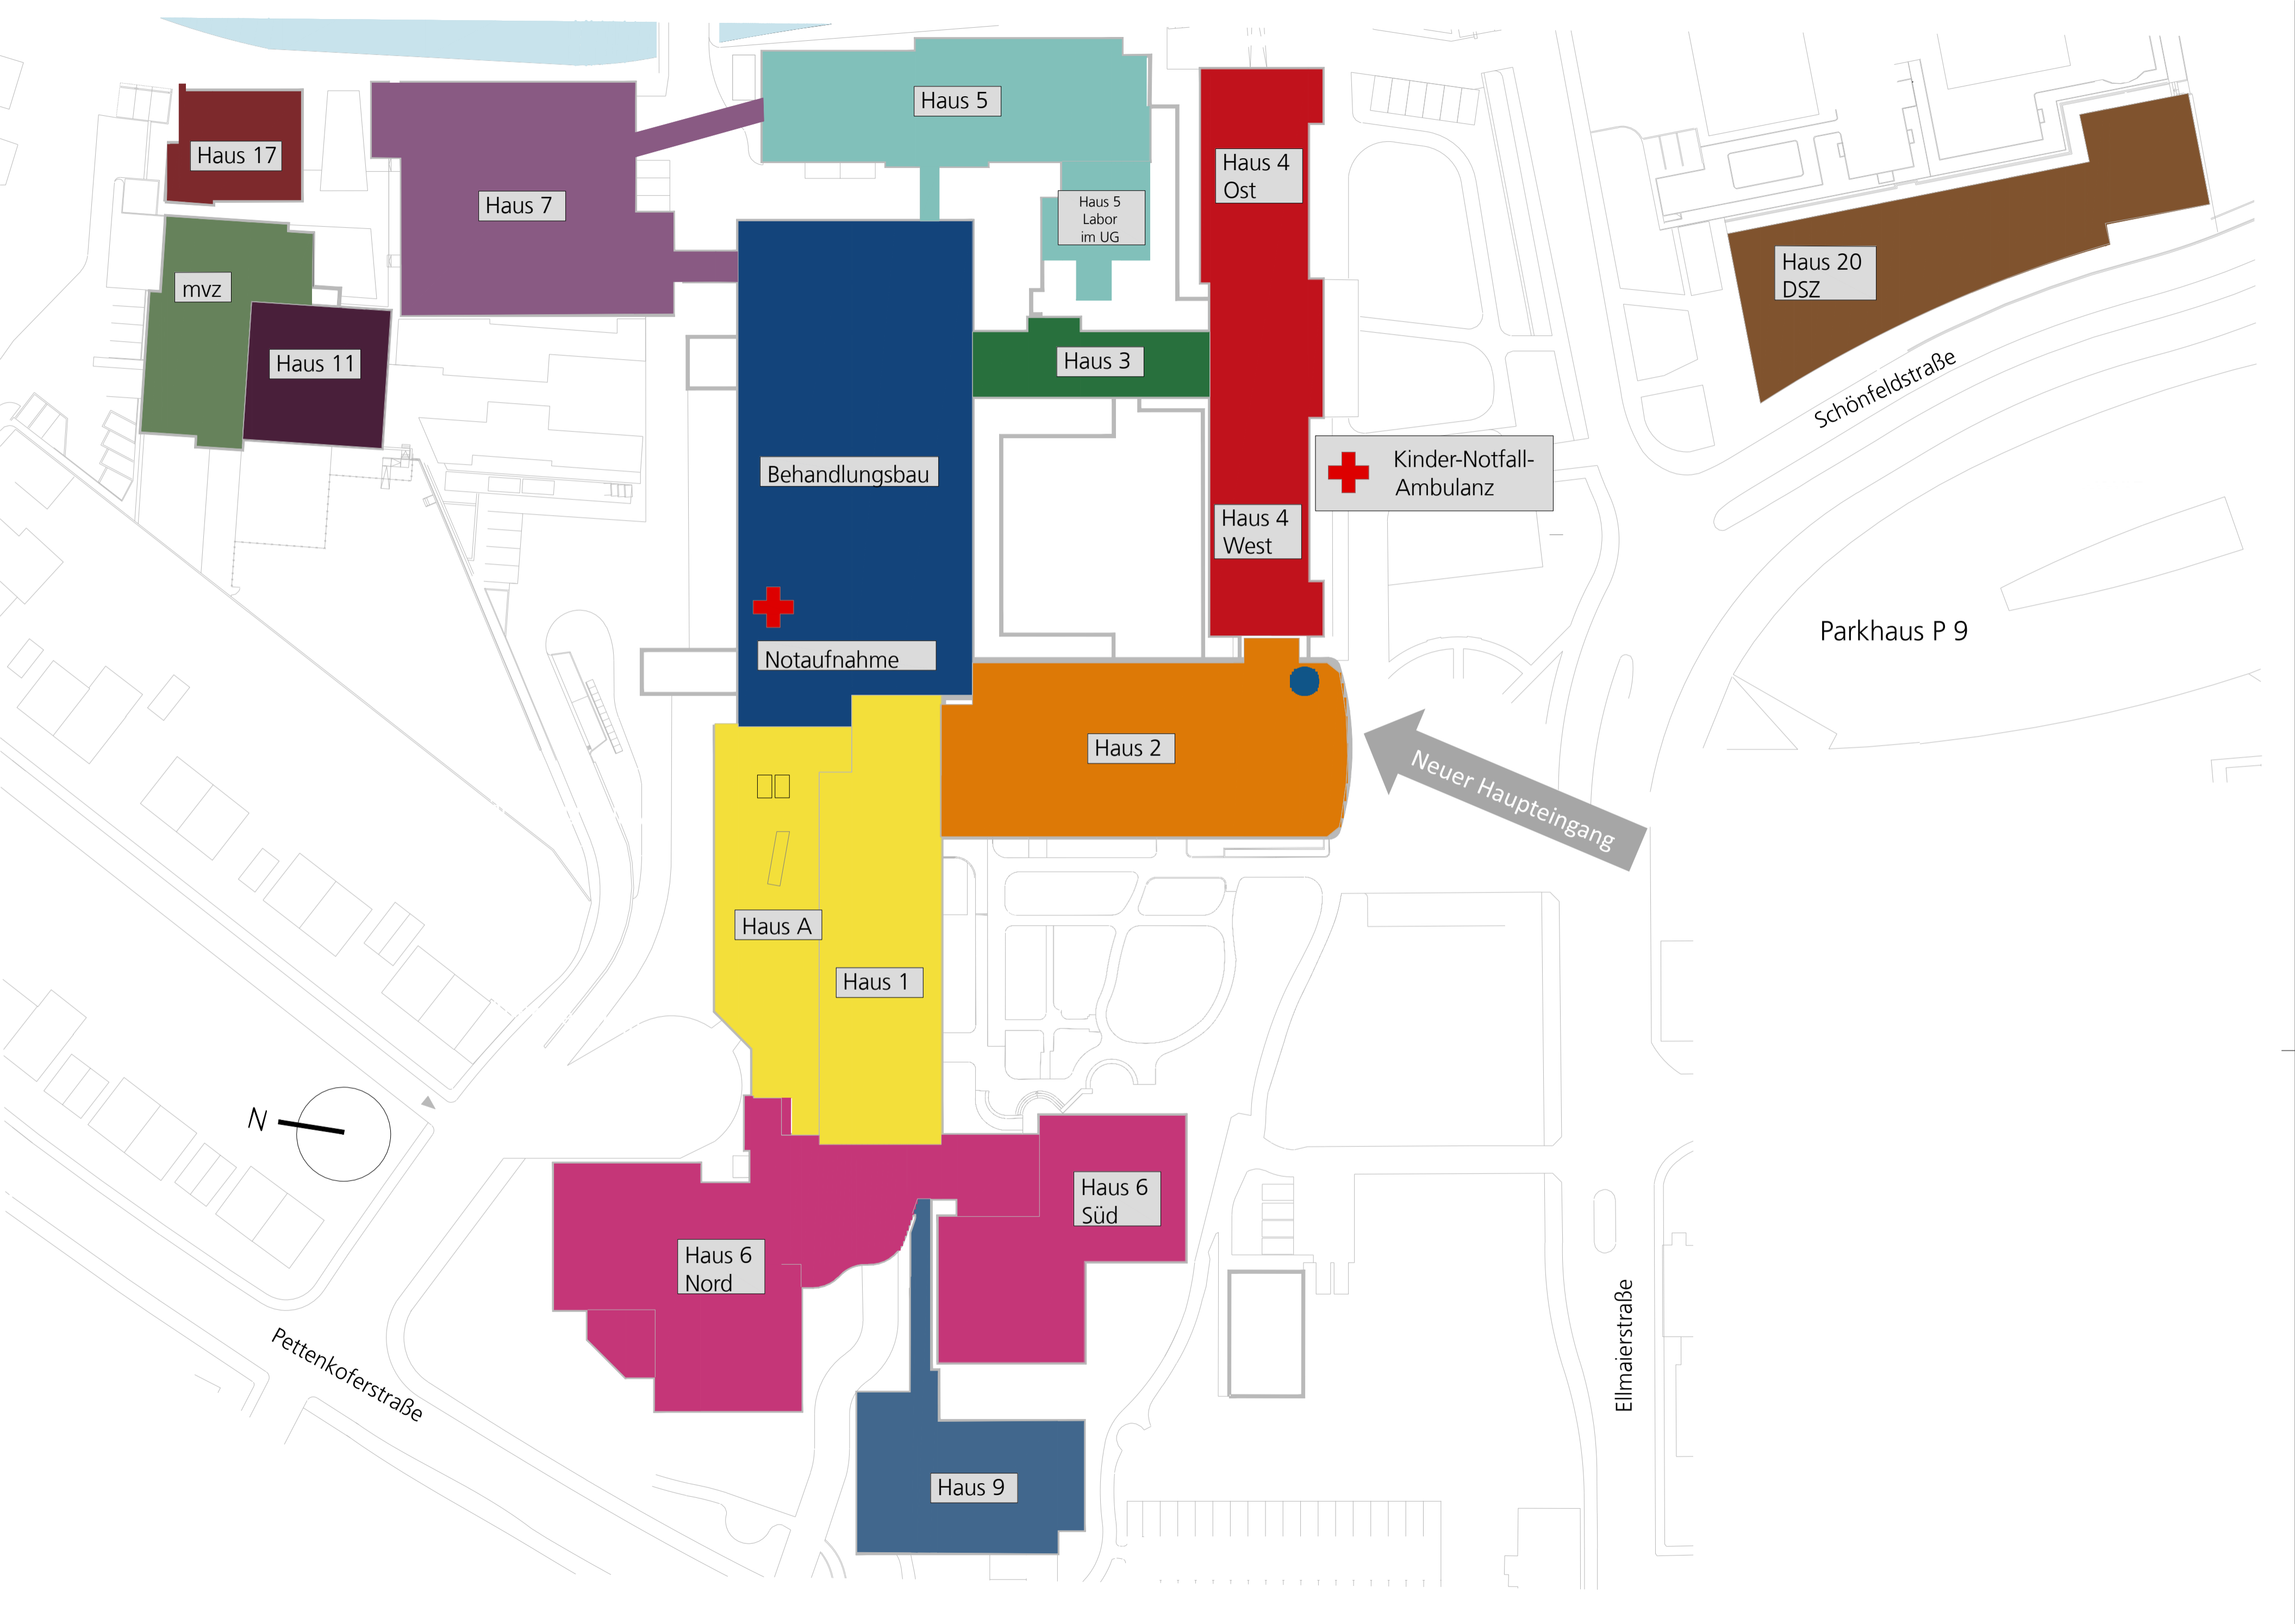 Haus 5
Haus 17
Haus 4
Ost
Haus 7
Haus 5
Labor
im UG
Haus 20
DSZ
mvz
Haus 11
Haus 3
Schönfeldstraße
Behandlungsbau
Kinder-Notfall-
Ambulanz
Haus 4
West
Notaufnahme
Parkhaus P 9
Haus 2
Neuer Haupteingang
Haus A
Haus 1
N
Haus 6
Süd
Haus 6
Nord
Pettenkoferstraße
Ellmaierstraße
Haus 9